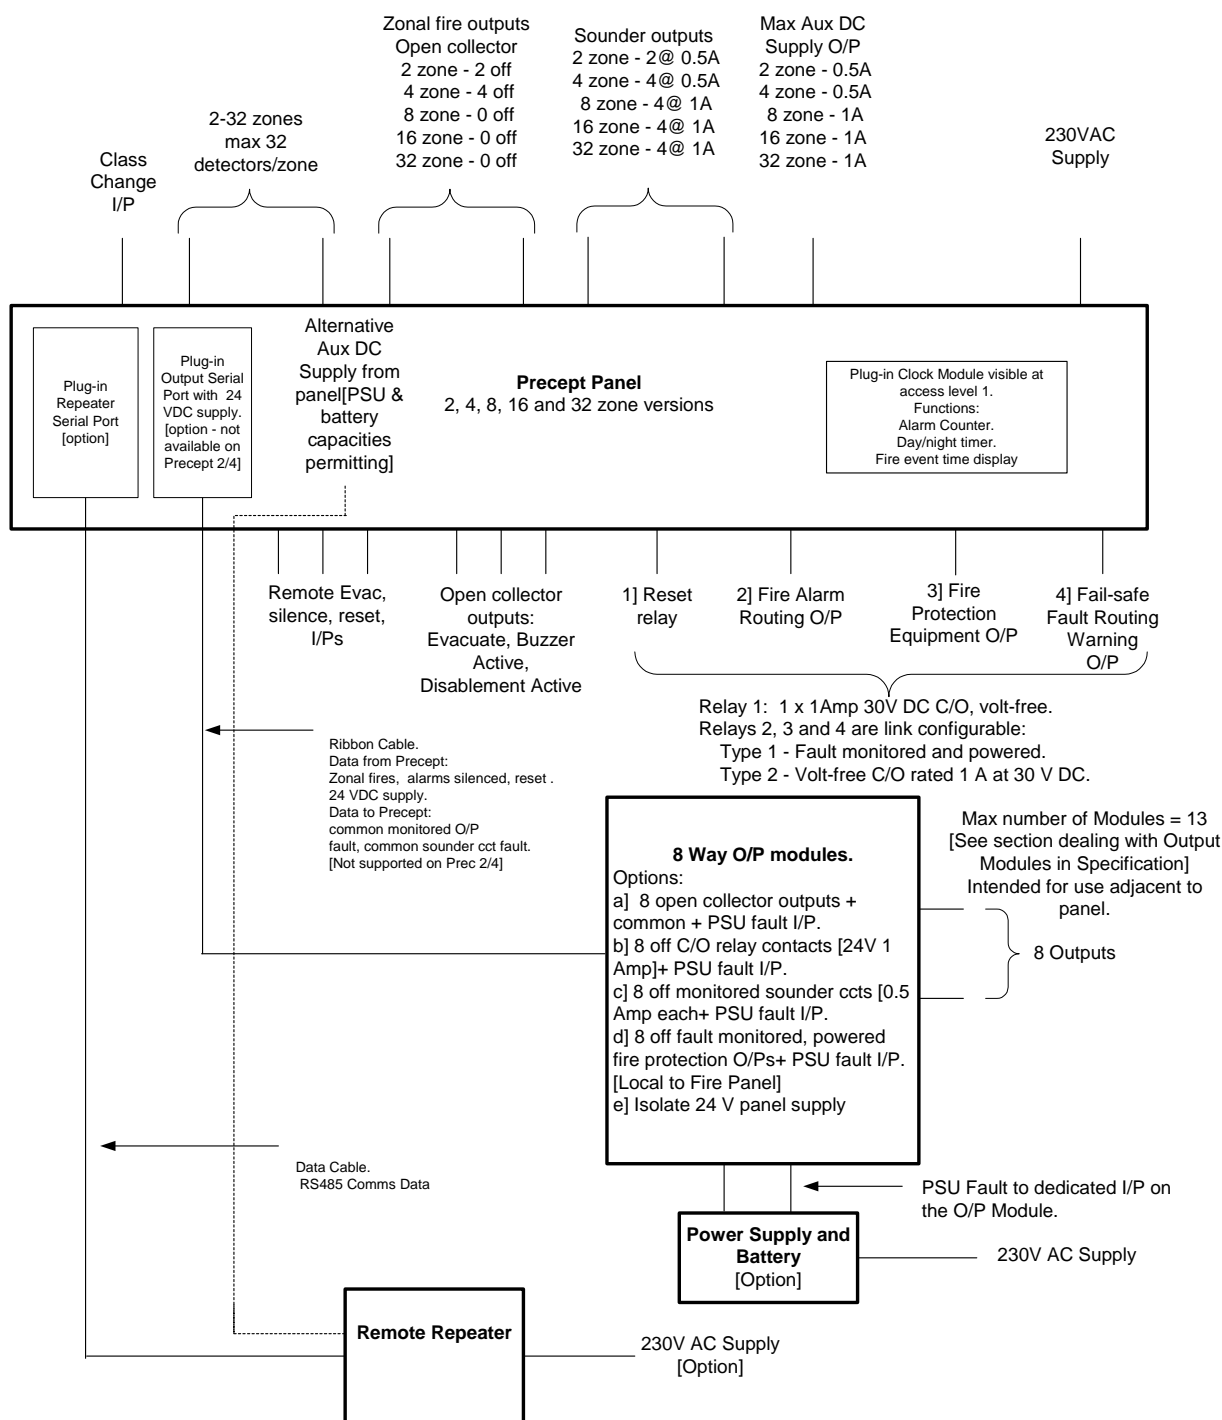 Zonal fire outputs
Open collector
2 zone - 2 off
4 zone - 4 off
8 zone - 0 off
16 zone - 0 off
32 zone - 0 off
Sounder outputs
2 zone - 2@ 0.5A
4 zone - 4@ 0.5A
8 zone - 4@ 1A
16 zone - 4@ 1A
32 zone - 4@ 1A
Max Aux DC
Supply O/P
2 zone - 0.5A
4 zone - 0.5A
8 zone - 1A
16 zone - 1A
32 zone - 1A
2-32 zones
max 32
detectors/zone
230VAC
Supply
Class
Change
I/P
Plug-in
Repeater
Serial Port
[option]
Plug-in
Output Serial
Port with 24
VDC supply.
[option - not
available on
Precept 2/4]
Alternative
Aux DC
Supply from
panel[PSU &
battery
capacities
permitting]
Precept Panel
2, 4, 8, 16 and 32 zone versions
Plug-in Clock Module visible at
access level 1.
Functions:
Alarm Counter.
Day/night timer.
Fire event time display
Remote Evac,
silence, reset,
I/Ps
Open collector
outputs:
Evacuate, Buzzer
Active,
Disablement Active
1] Reset
relay
2] Fire Alarm
Routing O/P
3] Fire
Protection
Equipment O/P
4] Fail-safe
Fault Routing
Warning
O/P
Relay 1: 1 x 1Amp 30V DC C/O, volt-free.
Relays 2, 3 and 4 are link configurable:
Type 1 - Fault monitored and powered.
Type 2 - Volt-free C/O rated 1 A at 30 V DC.
Ribbon Cable.
Data from Precept:
Zonal fires, alarms silenced, reset .
24 VDC supply.
Data to Precept:
common monitored O/P
fault, common sounder cct fault.
[Not supported on Prec 2/4]
8 Way O/P modules.
Options:
a] 8 open collector outputs +
common + PSU fault I/P.
b] 8 off C/O relay contacts [24V 1
Amp]+ PSU fault I/P.
c] 8 off monitored sounder ccts [0.5
Amp each+ PSU fault I/P.
d] 8 off fault monitored, powered
fire protection O/Ps+ PSU fault I/P.
[Local to Fire Panel]
e] Isolate 24 V panel supply
Max number of Modules = 13
[See section dealing with Output
Modules in Specification]
Intended for use adjacent to
panel.
8 Outputs
Data Cable.
RS485 Comms Data
PSU Fault to dedicated I/P on
the O/P Module.
Power Supply and
Battery
[Option]
230V AC Supply
Remote Repeater
230V AC Supply
[Option]